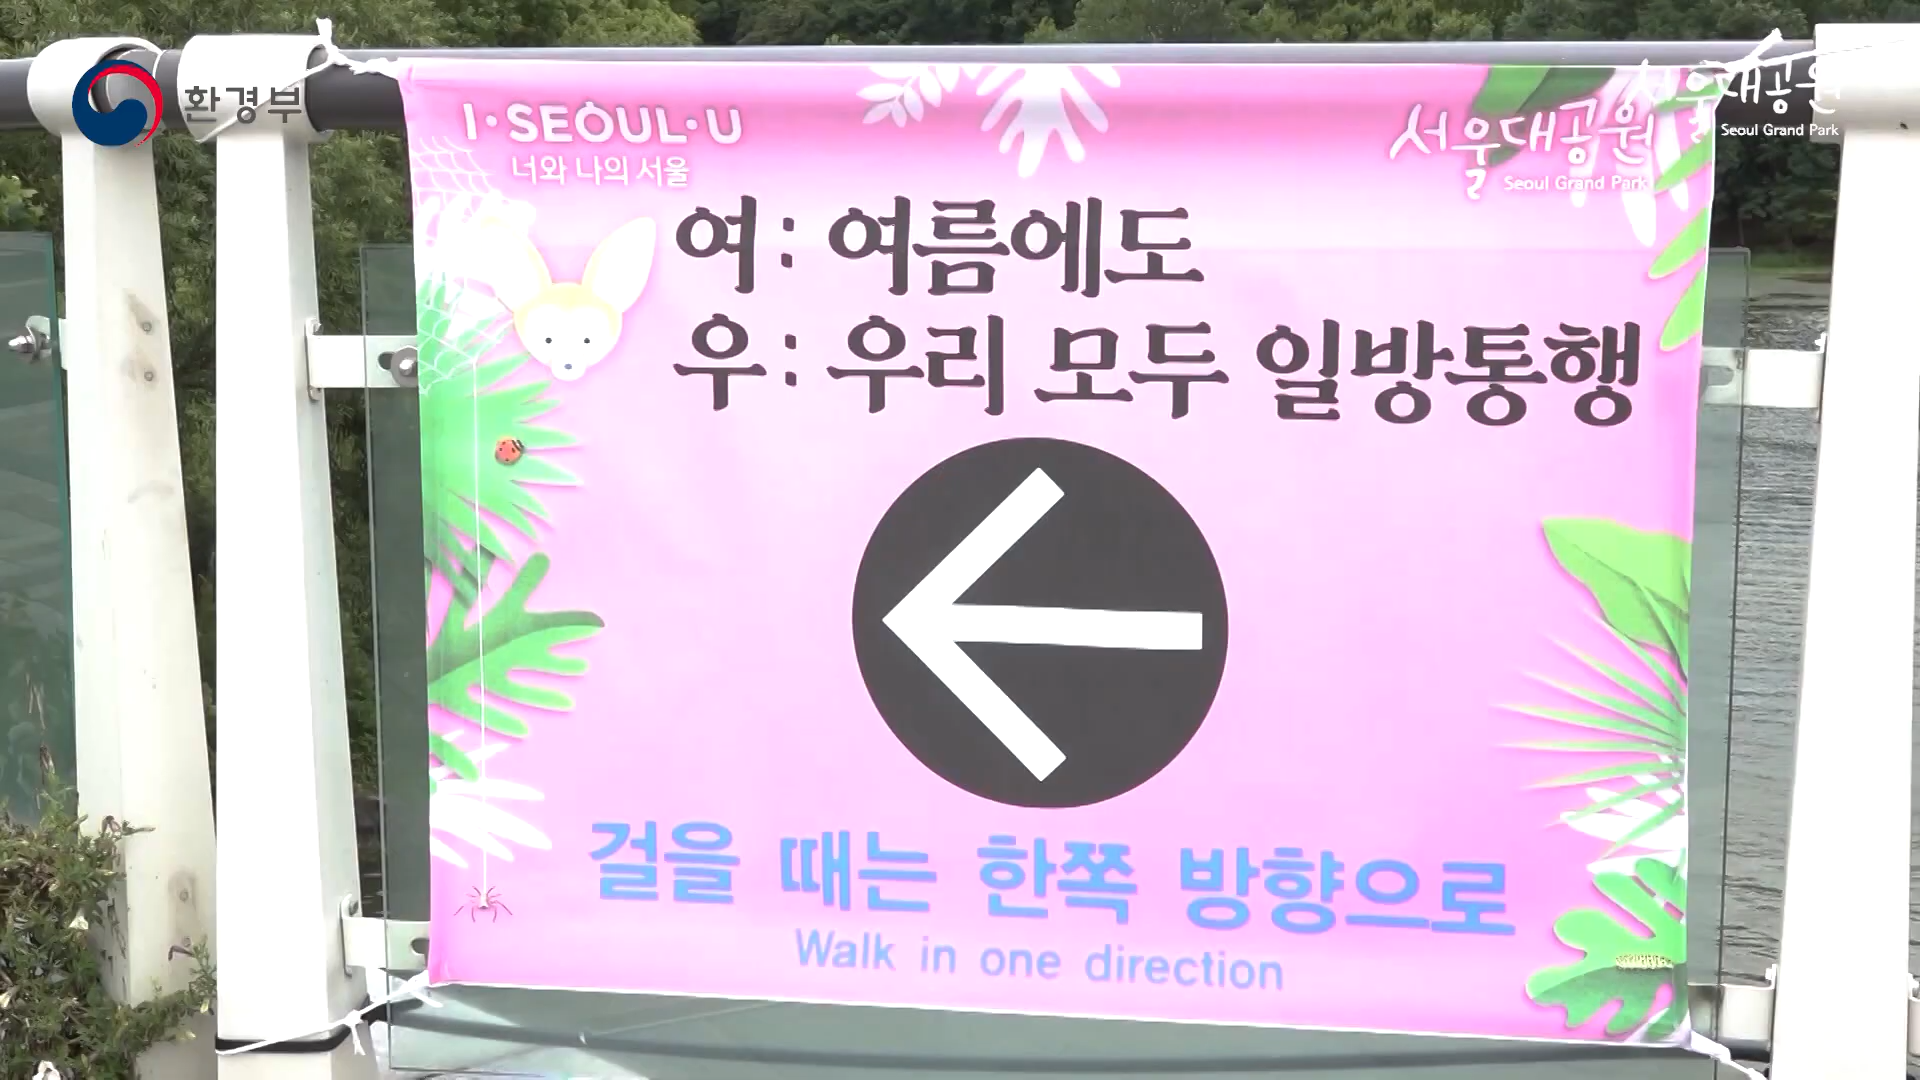 환경부
서울대공원
Seoul Grand Park
I·SEOUL·U
너와 나의 서울
서울대공원
Seoul Grand Park
여 : 여름에도
우 : 우리 모두 일방통행
걸을 때는 한쪽 방향으로
Walk in one direction